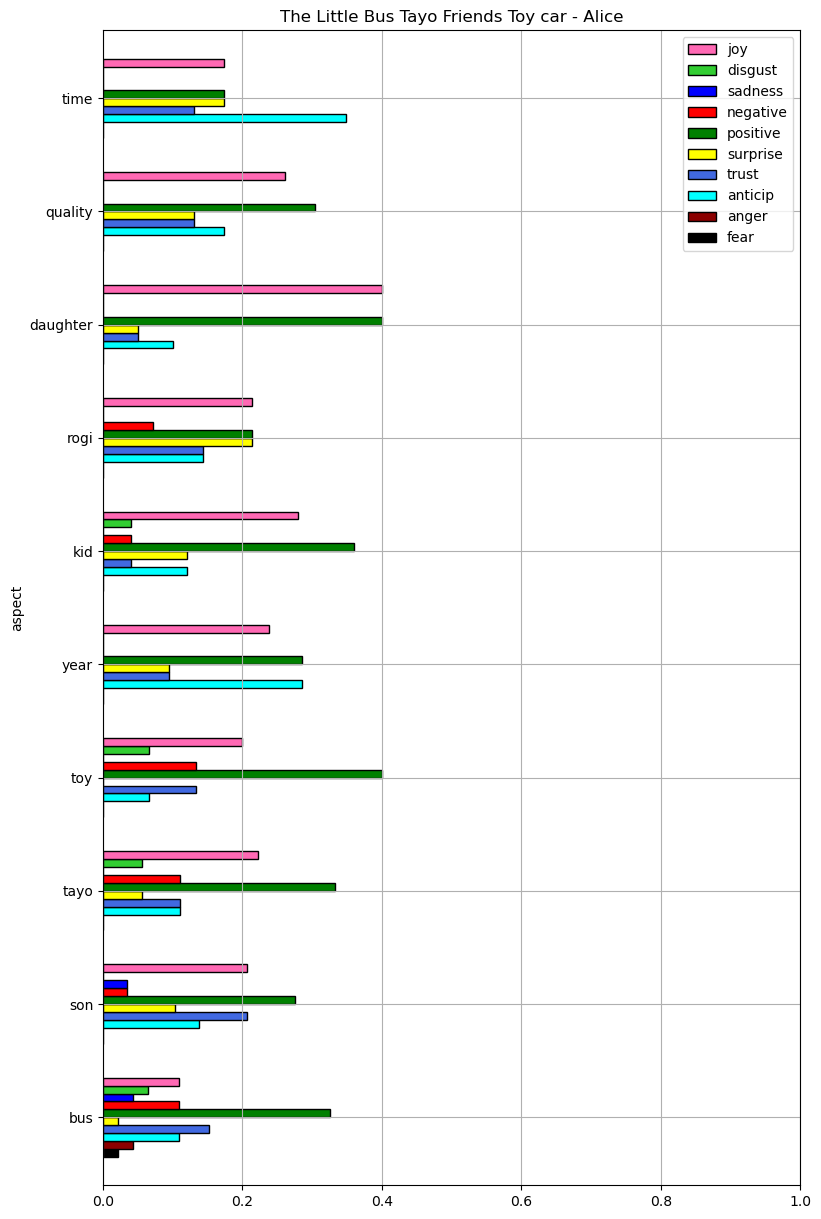 The Little Bus Tayo Friends Toy car - Alice
joy
disgust
sadness
negative
positive
surprise
trust
anticip
anger
fear
time
quality
daughter
rogi
kid
year
toy
tayo
son
bus
aspect
0.0 0.2 0.4 0.6 0.8 1.0